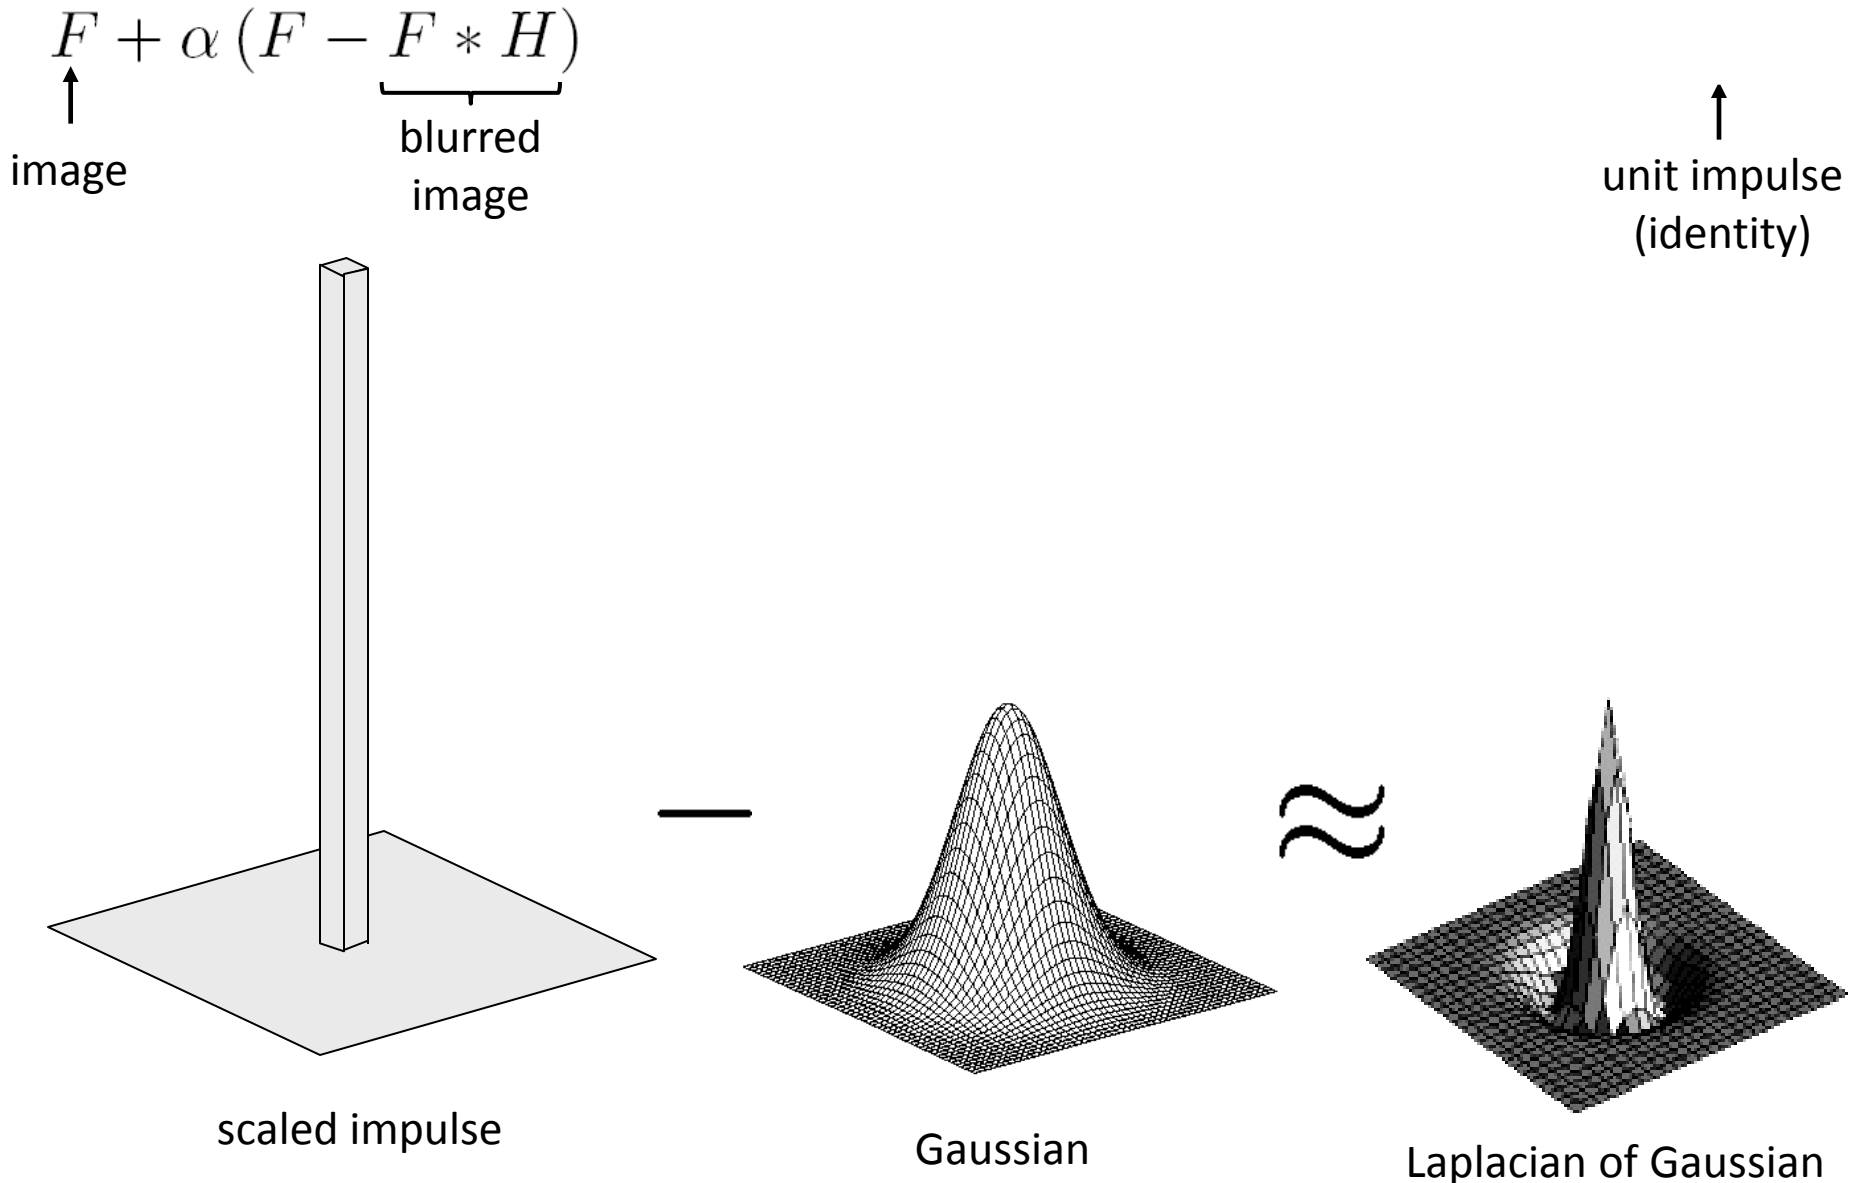 F + α (F − F ∗ H)
image
blurred
image
unit impulse
(identity)
−
≈
scaled impulse
Gaussian
Laplacian of Gaussian